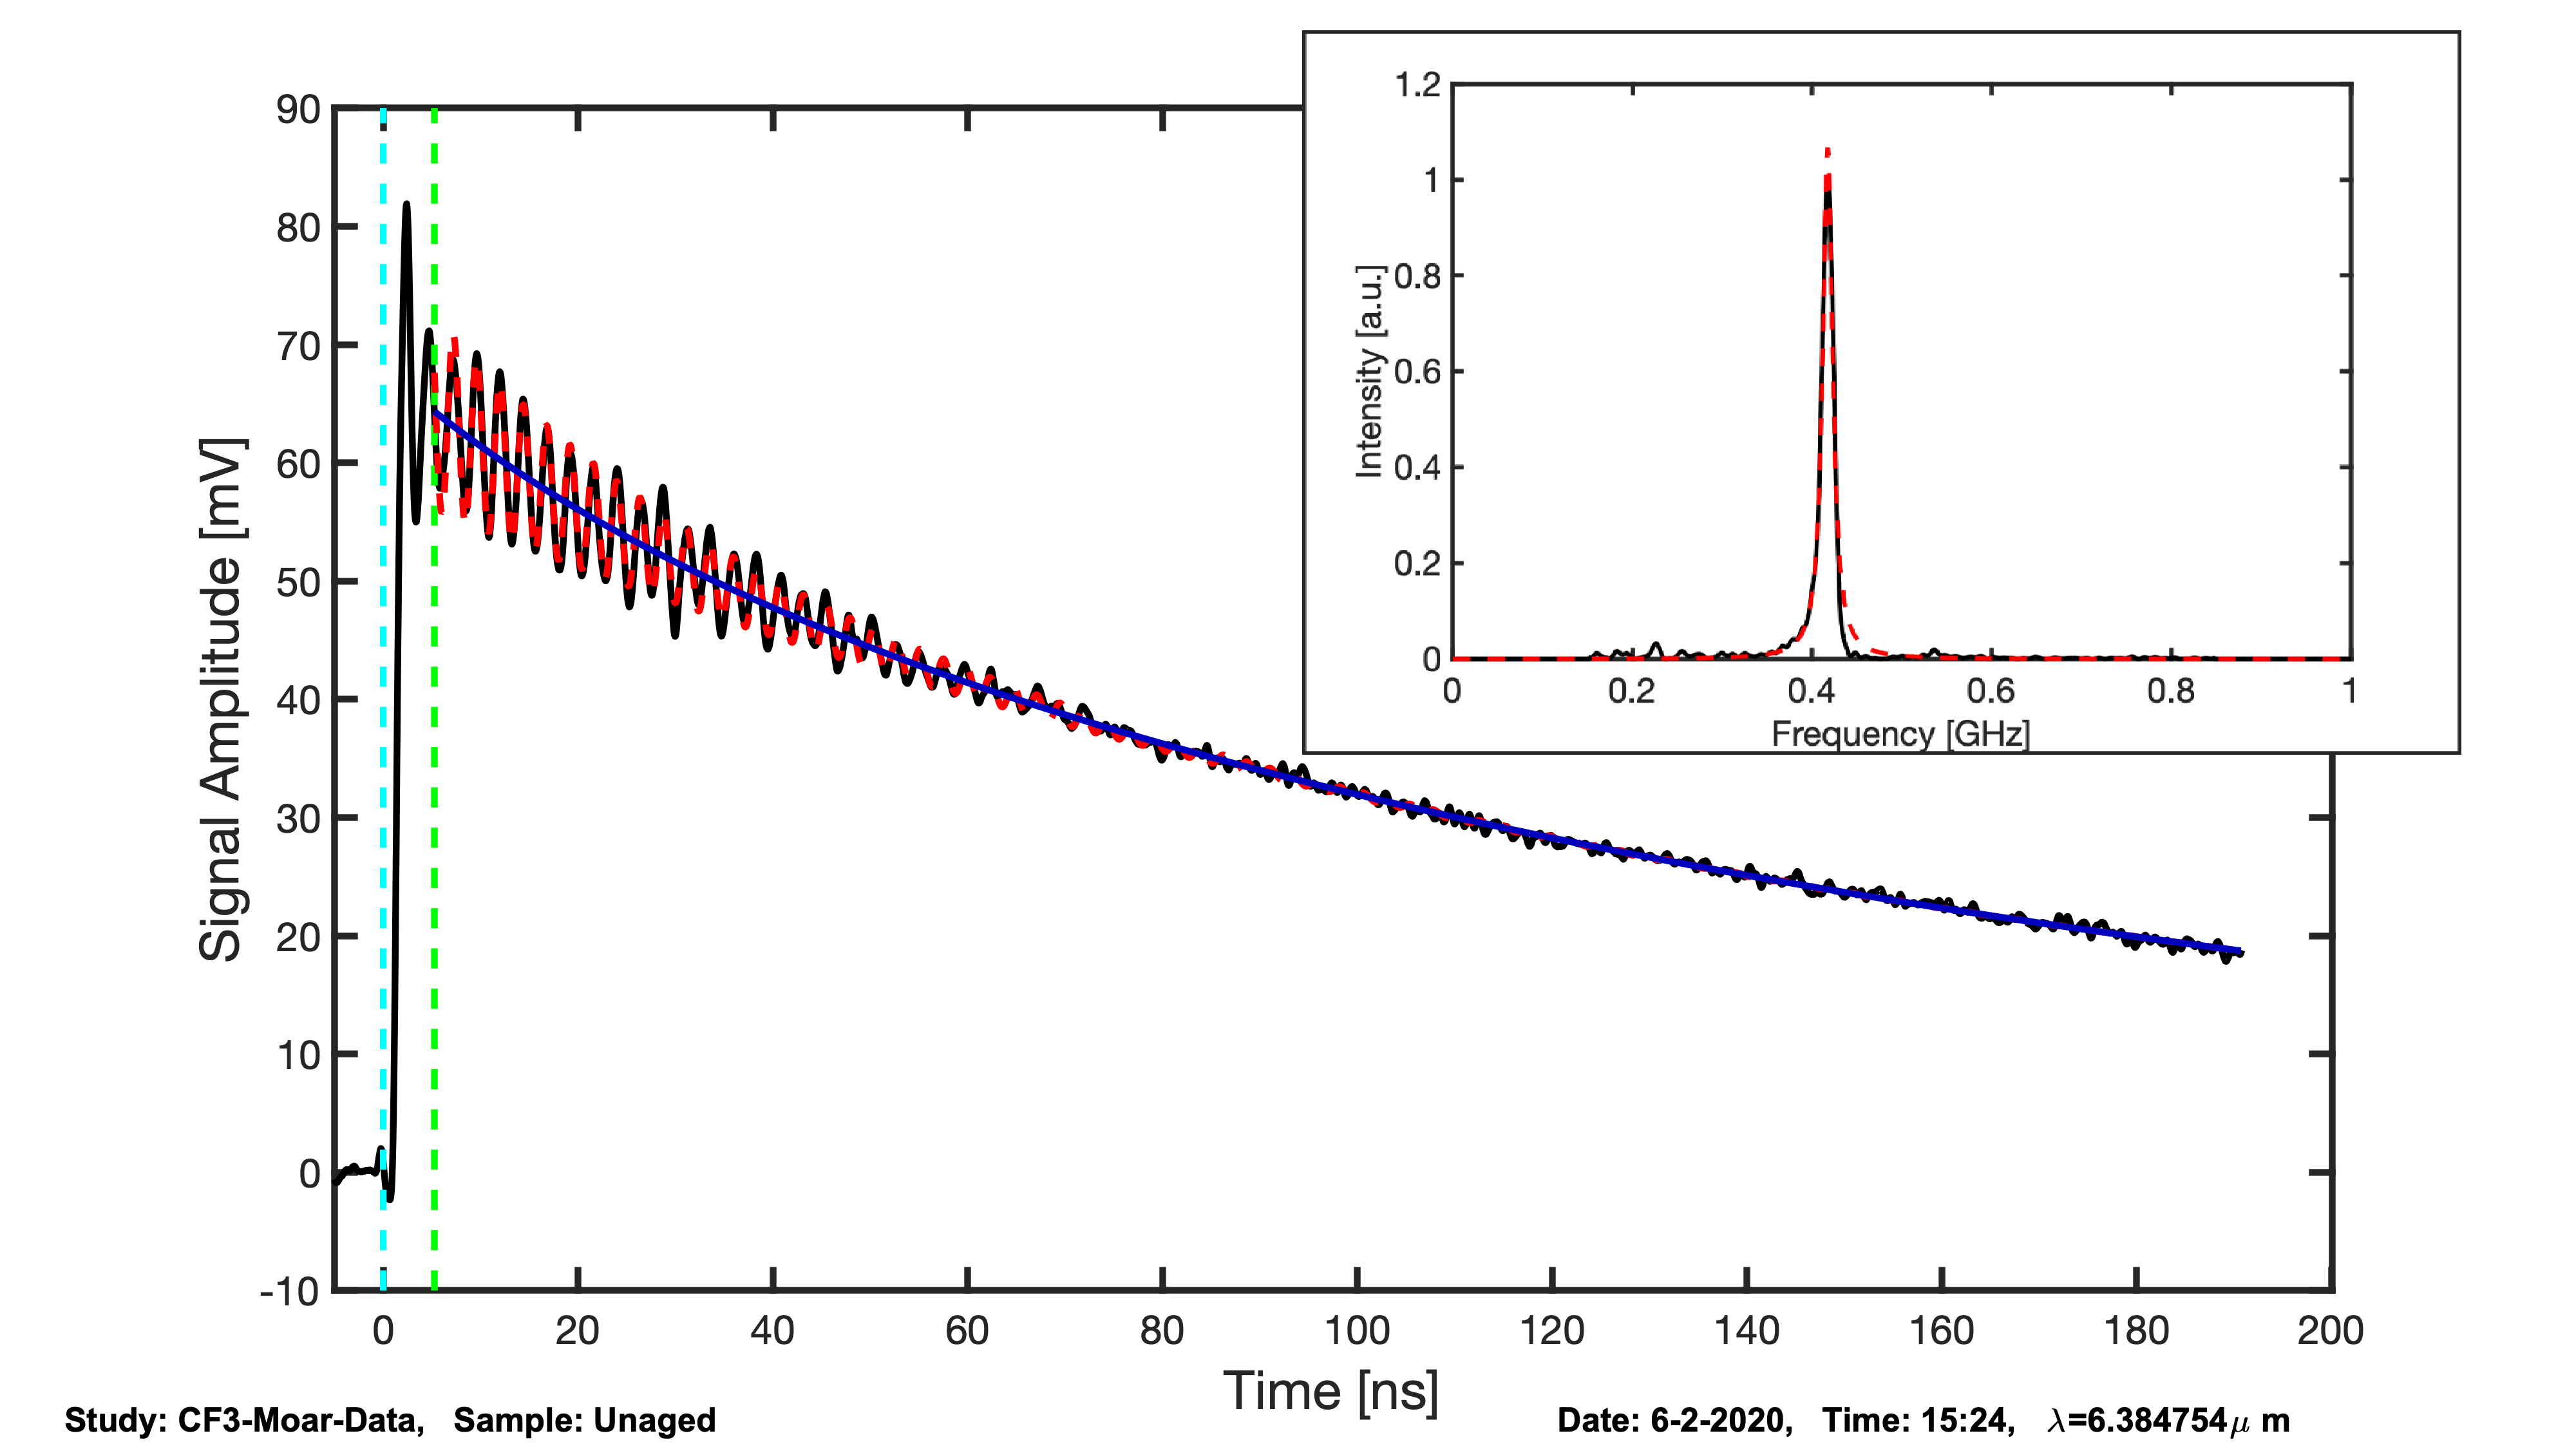 90
80
70
60
50
40
30
20
10
0
-10
Signal Amplitude [mV]
0 20 40 60 80 100 120 140 160 180 200
Time [ns]
1.2
1
0.8
0.6
0.4
0.2
0
Intensity [a.u.]
0 0.2 0.4 0.6 0.8 1
Frequency [GHz]
Study: CF3-Moar-Data, Sample: Unaged
Date: 6-2-2020, Time: 15:24, λ=6.384754μ m